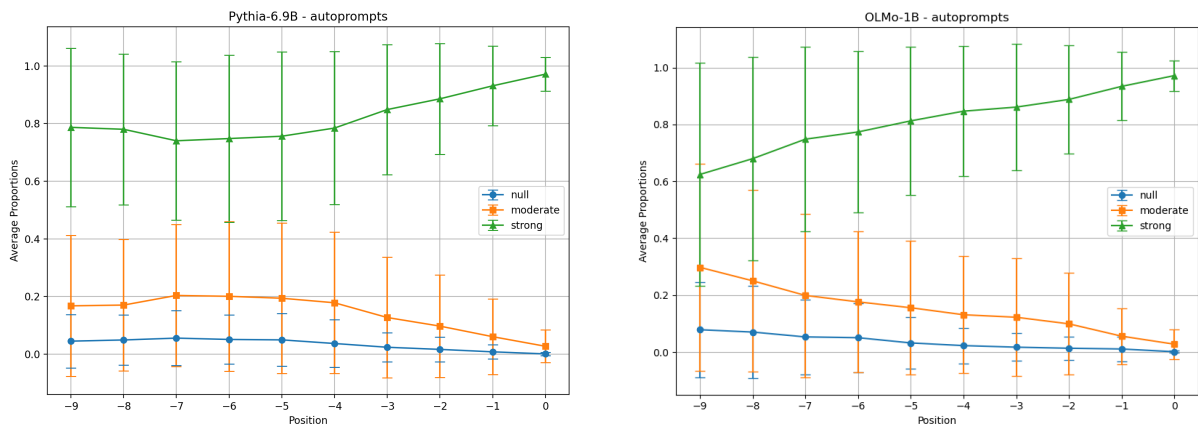 Pythia-6.9B - autoprompts
Average Proportions
1.0
0.8
0.6
0.4
0.2
0.0
null
moderate
strong
−9 −8 −7 −6 −5 −4 −3 −2 −1 0
Position
OLMo-1B - autoprompts
Average Proportions
1.0
0.8
0.6
0.4
0.2
0.0
null
moderate
strong
−9 −8 −7 −6 −5 −4 −3 −2 −1 0
Position